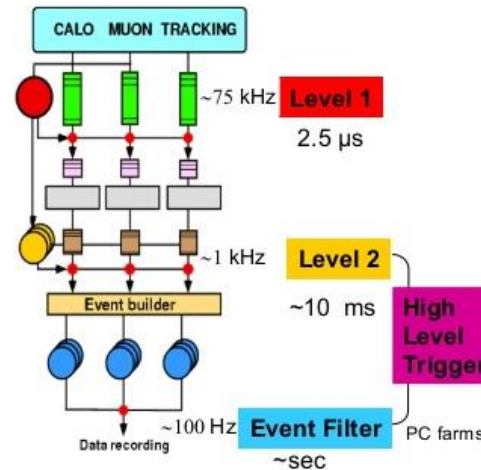 CALO MUON TRACKING
~75 kHz
Level 1
2.5 µs
~1 kHz
Level 2
~10 ms
Event builder
High
Level
Trigger
~100 Hz
Event Filter
PC farms
Data recording
~sec